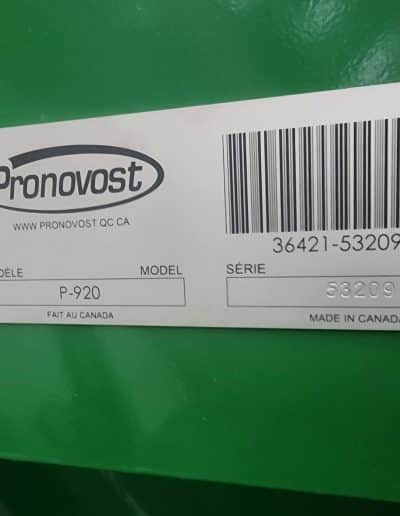 Pronovost
WWW PRONOVOST QC CA
36421-53209
DÈLE MODEL
P-920
FAIT AU CANADA
SÉRIE
53209
MADE IN CANADA